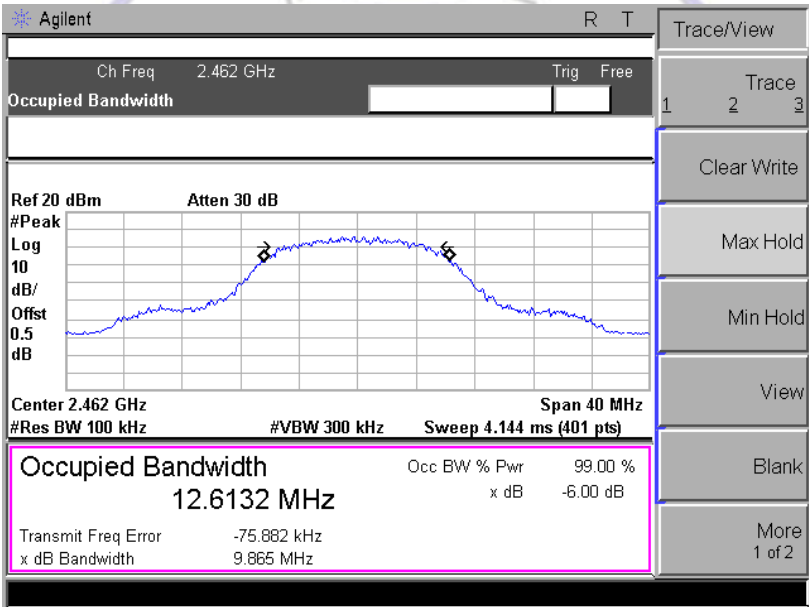 Agilent R T
Ch Freq 2.462 GHz Trig Free
Occupied Bandwidth
Ref 20 dBm Atten 30 dB
#Peak
Log
10
dB/
Offst
0.5
dB
Center 2.462 GHz Span 40 MHz
#Res BW 100 kHz #VBW 300 kHz Sweep 4.144 ms (401 pts)
Occupied Bandwidth Occ BW % Pwr 99.00 %
12.6132 MHz x dB -6.00 dB
Transmit Freq Error -75.882 kHz
x dB Bandwidth 9.865 MHz
Trace/View
Trace
1 2 3
Clear Write
Max Hold
Min Hold
View
Blank
More
1 of 2